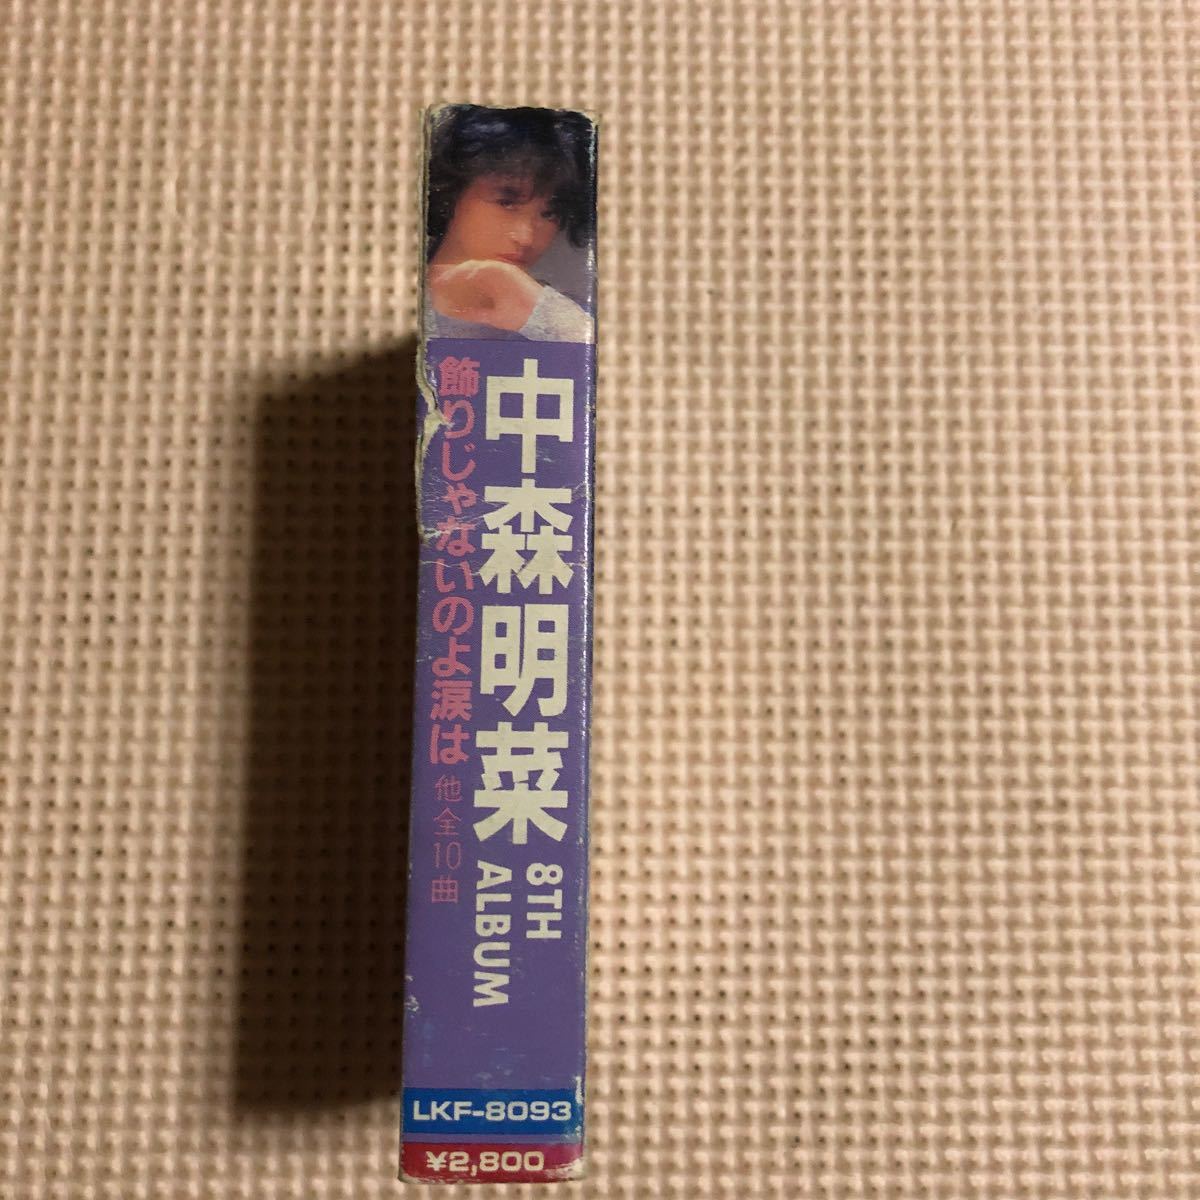 中森明菜
8TH
ALBUM
飾りじゃないのよ涙は 他全10曲
LKF-8093
¥2,800